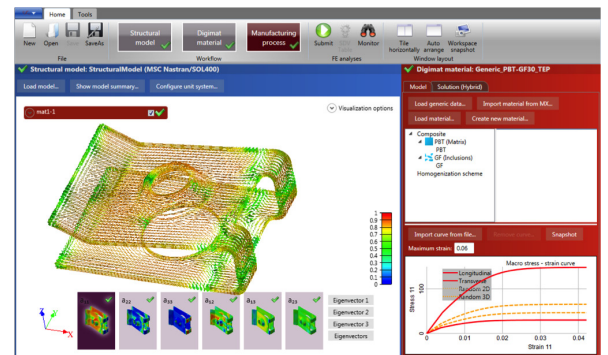 Home Tools
New Open Save SaveAs
Structural model
Digimat material
Manufacturing process
Submit
Monitor
Tile horizontally
Auto arrange
Workspace snapshot
File Workflow FE analyses Window layout
Structural model: StructuralModel (MSC Nastran/SOL400)
Load model... Show model summary... Configure unit system...
mat1-1
Visualization options
1
0.9
0.8
0.7
0.6
0.5
0.4
0.3
0.2
0.1
0
a22 a33 a12 a13 a23
Eigenvector 1
Eigenvector 2
Eigenvector 3
Eigenvectors
Z Y X
Digimat material: Generic_PBT-GF30_TEP
Model Solution (Hybrid)
Load generic data... Import material from MX...
Load material... Create new material...
Composite
PBT (Matrix)
PBT
GF (Inclusions)
GF
Homogenization scheme
Import curve from file... Snapshot
Maximum strain: 0.06
Macro stress - strain curve
Longitudinal
Transverse
Random 2D
Random 3D
Stress 11
100
0
0 0.01 0.02 0.03 0.04
Strain 11